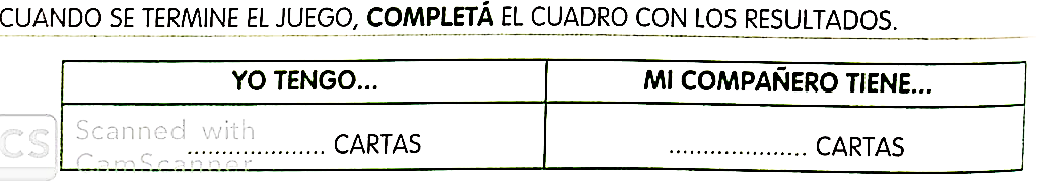 CUANDO SE TERMINE EL JUEGO, COMPLETÁ EL CUADRO CON LOS RESULTADOS.
YO TENGO... MI COMPAÑERO TIENE...
Scanned with
.................... CARTAS .................... CARTAS
CS CamScanner